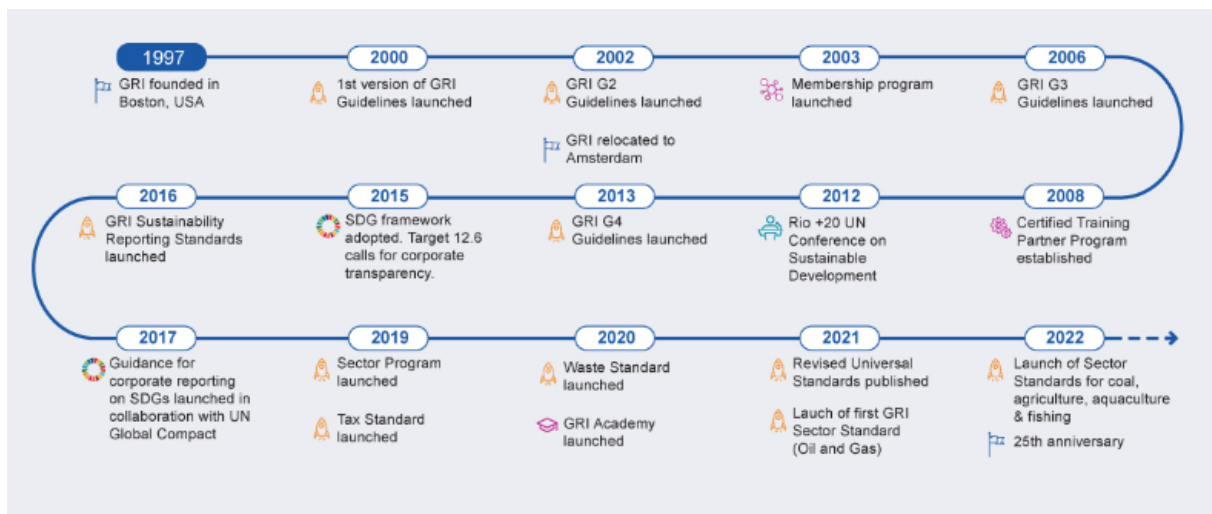 1997
GRI founded in
Boston, USA
2000
1st version of GRI
Guidelines launched
2002
GRI G2
Guidelines launched
GRI relocated to
Amsterdam
2003
Membership program
launched
2006
GRI G3
Guidelines launched
2008
Certified Training
Partner Program
established
2012
Rio +20 UN
Conference on
Sustainable
Development
2013
GRI G4
Guidelines launched
2015
SDG framework
adopted. Target 12.6
calls for corporate
transparency.
2016
GRI Sustainability
Reporting Standards
launched
2017
Guidance for
corporate reporting
on SDGs launched in
collaboration with UN
Global Compact
2019
Sector Program
launched
Tax Standard
launched
2020
Waste Standard
launched
GRI Academy
launched
2021
Revised Universal
Standards published
Lauch of first GRI
Sector Standard
(Oil and Gas)
2022
Launch of Sector
Standards for coal,
agriculture, aquaculture
& fishing
25th anniversary